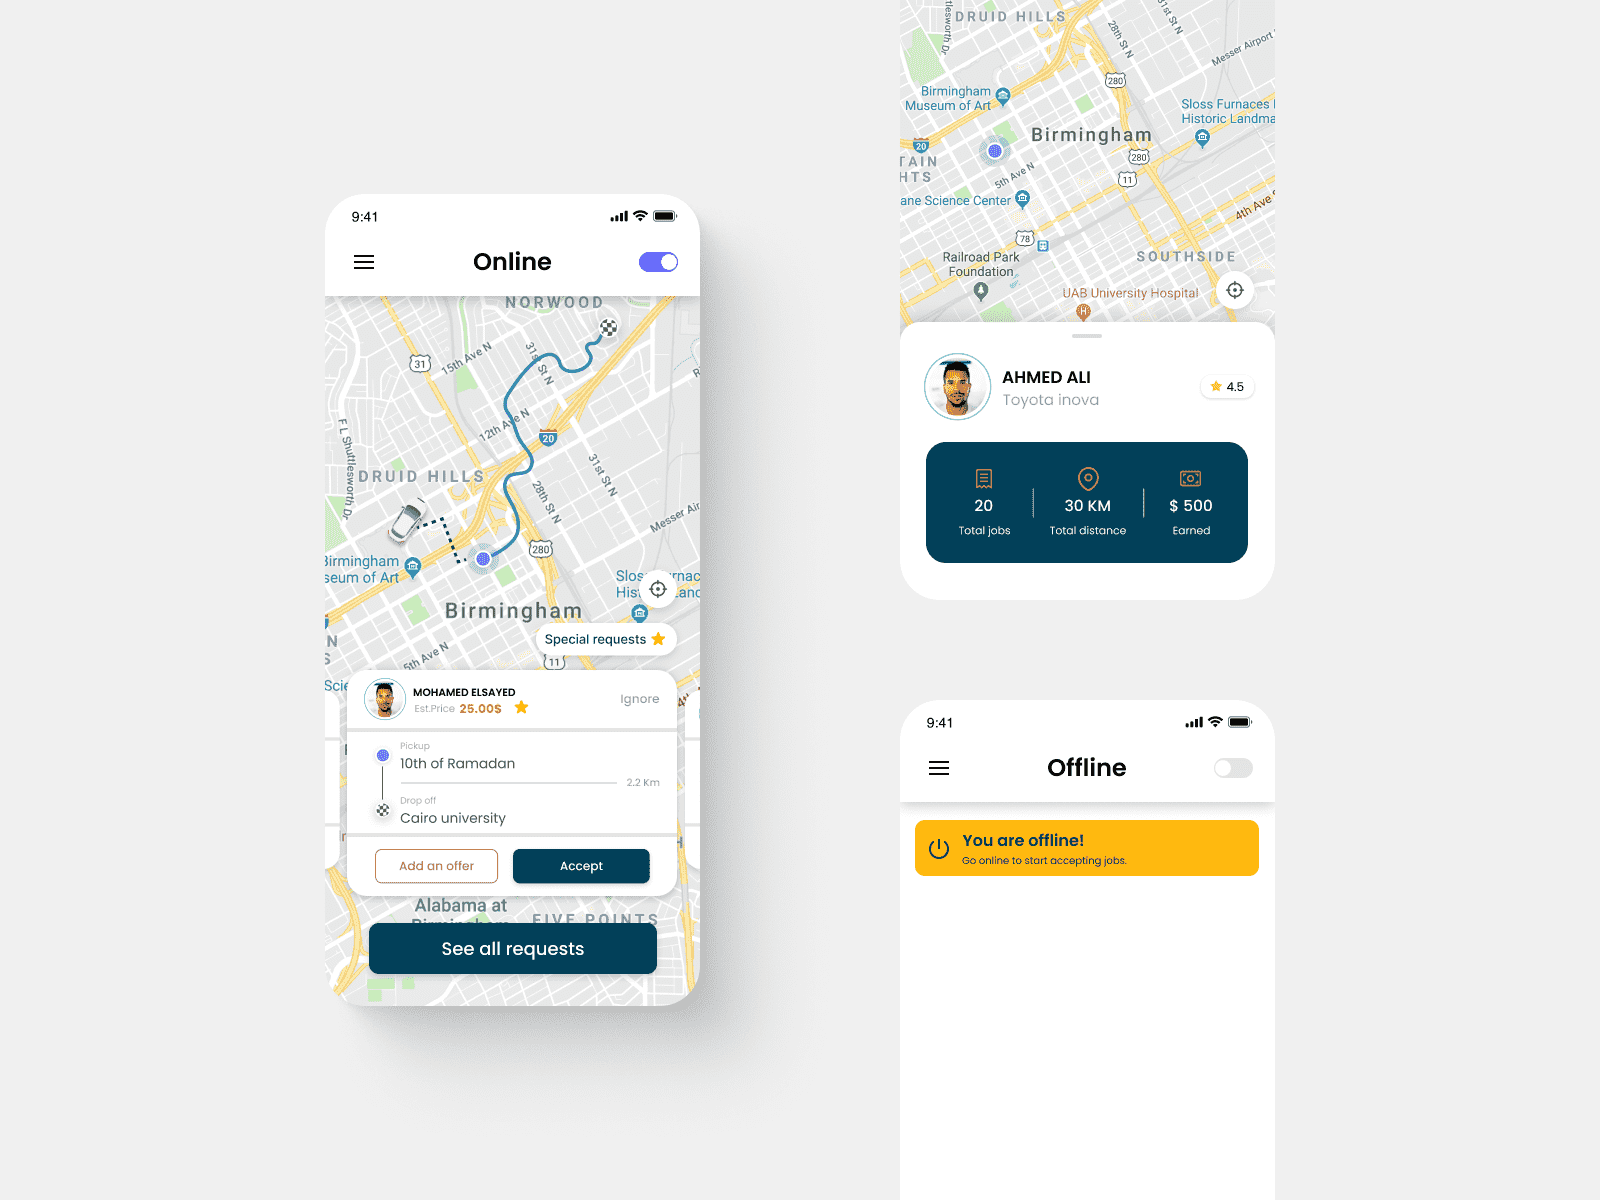 9:41
Online
NORWOOD
31
15th Ave N
31st St N
12th Ave N
20
F L Shuttlesworth Dr
DRUID HILLS
31st St N
28th St N
Messer Air
280
Birmingham
seum of Art
Birmingham
Special requests
5th Ave N
11
MOHAMED ELSAYED
Est.Price 25.00$
Ignore
Pickup
10th of Ramadan
2.2 Km
Drop off
Cairo university
Add an offer
Accept
Alabama at
Birmingham
FIVE POINTS
See all requests
DRUID HILLS
ttlesworth Dr
31st St N
28th St N
Messer Airport
280
Birmingham
Museum of Art
Sloss Furnaces
Historic Landma
20
Birmingham
280
TAIN
HTS
5th Ave N
11
ane Science Center
4th Ave S
78
Railroad Park
Foundation
SOUTHSIDE
UAB University Hospital
H
AHMED ALI
Toyota inova
4.5
20
Total jobs
30 KM
Total distance
$ 500
Earned
9:41
Offline
You are offline!
Go online to start accepting jobs.